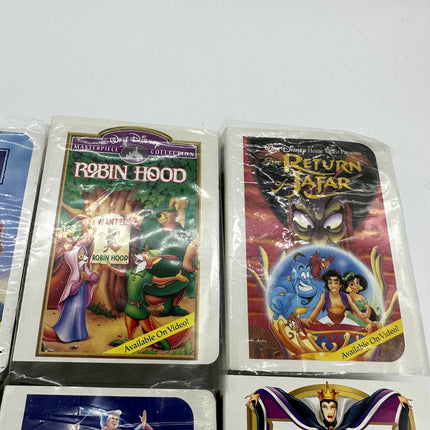 Walt Disney
MASTERPIECE COLLECTION
ROBIN HOOD
WANTED
ROBIN HOOD
Available On Video!
Walt Disney Home Video Presents
The
RETURN
of
JAFAR
Available On Video!